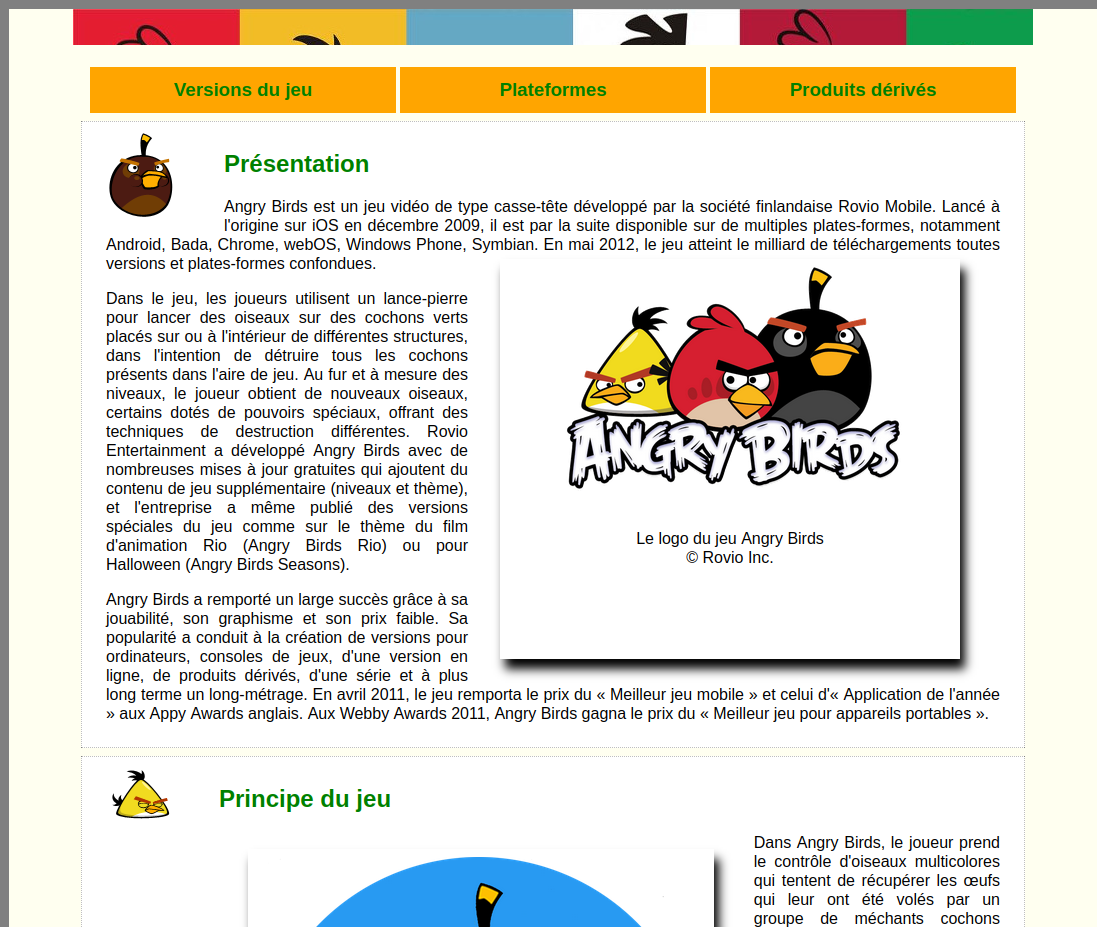 Versions du jeu
Plateformes
Produits dérivés
Présentation
Angry Birds est un jeu vidéo de type casse-tête développé par la société finlandaise Rovio Mobile. Lancé à
l'origine sur iOS en décembre 2009, il est par la suite disponible sur de multiples plates-formes, notamment
Android, Bada, Chrome, webOS, Windows Phone, Symbian. En mai 2012, le jeu atteint le milliard de téléchargements toutes
versions et plates-formes confondues.
Dans le jeu, les joueurs utilisent un lance-pierre
pour lancer des oiseaux sur des cochons verts
placés sur ou à l'intérieur de différentes structures,
dans l'intention de détruire tous les cochons
présents dans l'aire de jeu. Au fur et à mesure des
niveaux, le joueur obtient de nouveaux oiseaux,
certains dotés de pouvoirs spéciaux, offrant des
techniques de destruction différentes. Rovio
Entertainment a développé Angry Birds avec de
nombreuses mises à jour gratuites qui ajoutent du
contenu de jeu supplémentaire (niveaux et thème),
et l'entreprise a même publié des versions
spéciales du jeu comme sur le thème du film
d'animation Rio (Angry Birds Rio) ou pour
Halloween (Angry Birds Seasons).
ANGRY BIRDS
Le logo du jeu Angry Birds
© Rovio Inc.
Angry Birds a remporté un large succès grâce à sa
jouabilité, son graphisme et son prix faible. Sa
popularité a conduit à la création de versions pour
ordinateurs, consoles de jeux, d'une version en
ligne, de produits dérivés, d'une série et à plus
long terme un long-métrage. En avril 2011, le jeu remporta le prix du « Meilleur jeu mobile » et celui d'« Application de l'année
» aux Appy Awards anglais. Aux Webby Awards 2011, Angry Birds gagna le prix du « Meilleur jeu pour appareils portables ».
Principe du jeu
Dans Angry Birds, le joueur prend
le contrôle d'oiseaux multicolores
qui tentent de récupérer les œufs
qui leur ont été volés par un
groupe de méchants cochons